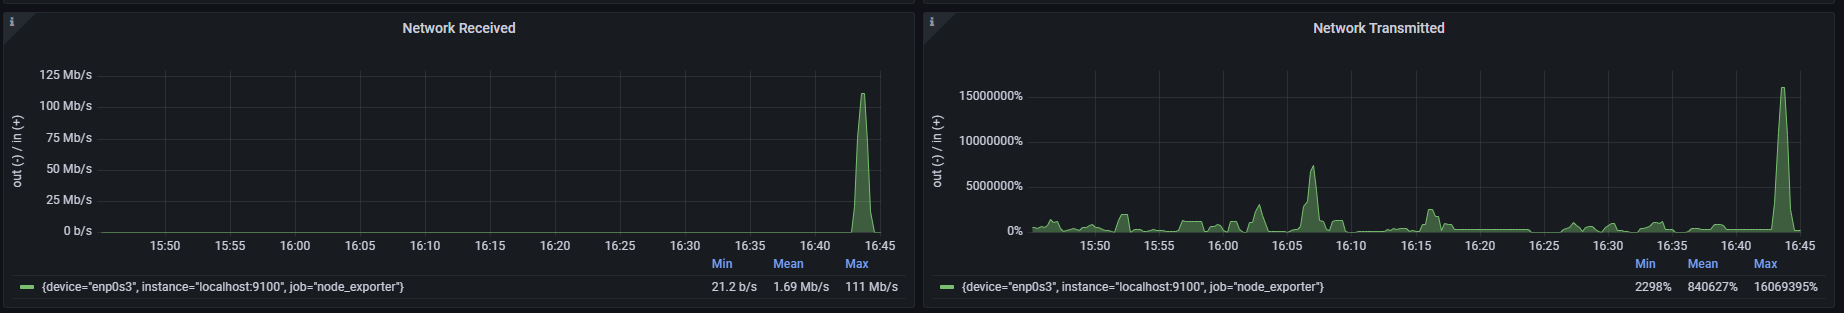 Network Received
125 Mb/s
100 Mb/s
75 Mb/s
50 Mb/s
25 Mb/s
0 b/s
out (-) / in (+)
15:50 15:55 16:00 16:05 16:10 16:15 16:20 16:25 16:30 16:35 16:40 16:45
Min Mean Max
{device="enp0s3", instance="localhost:9100", job="node_exporter"} 21.2 b/s 1.69 Mb/s 111 Mb/s
Network Transmitted
15000000%
10000000%
5000000%
0%
out (-) / in (+)
15:50 15:55 16:00 16:05 16:10 16:15 16:20 16:25 16:30 16:35 16:40 16:45
Min Mean Max
{device="enp0s3", instance="localhost:9100", job="node_exporter"} 2298% 840627% 16069395%